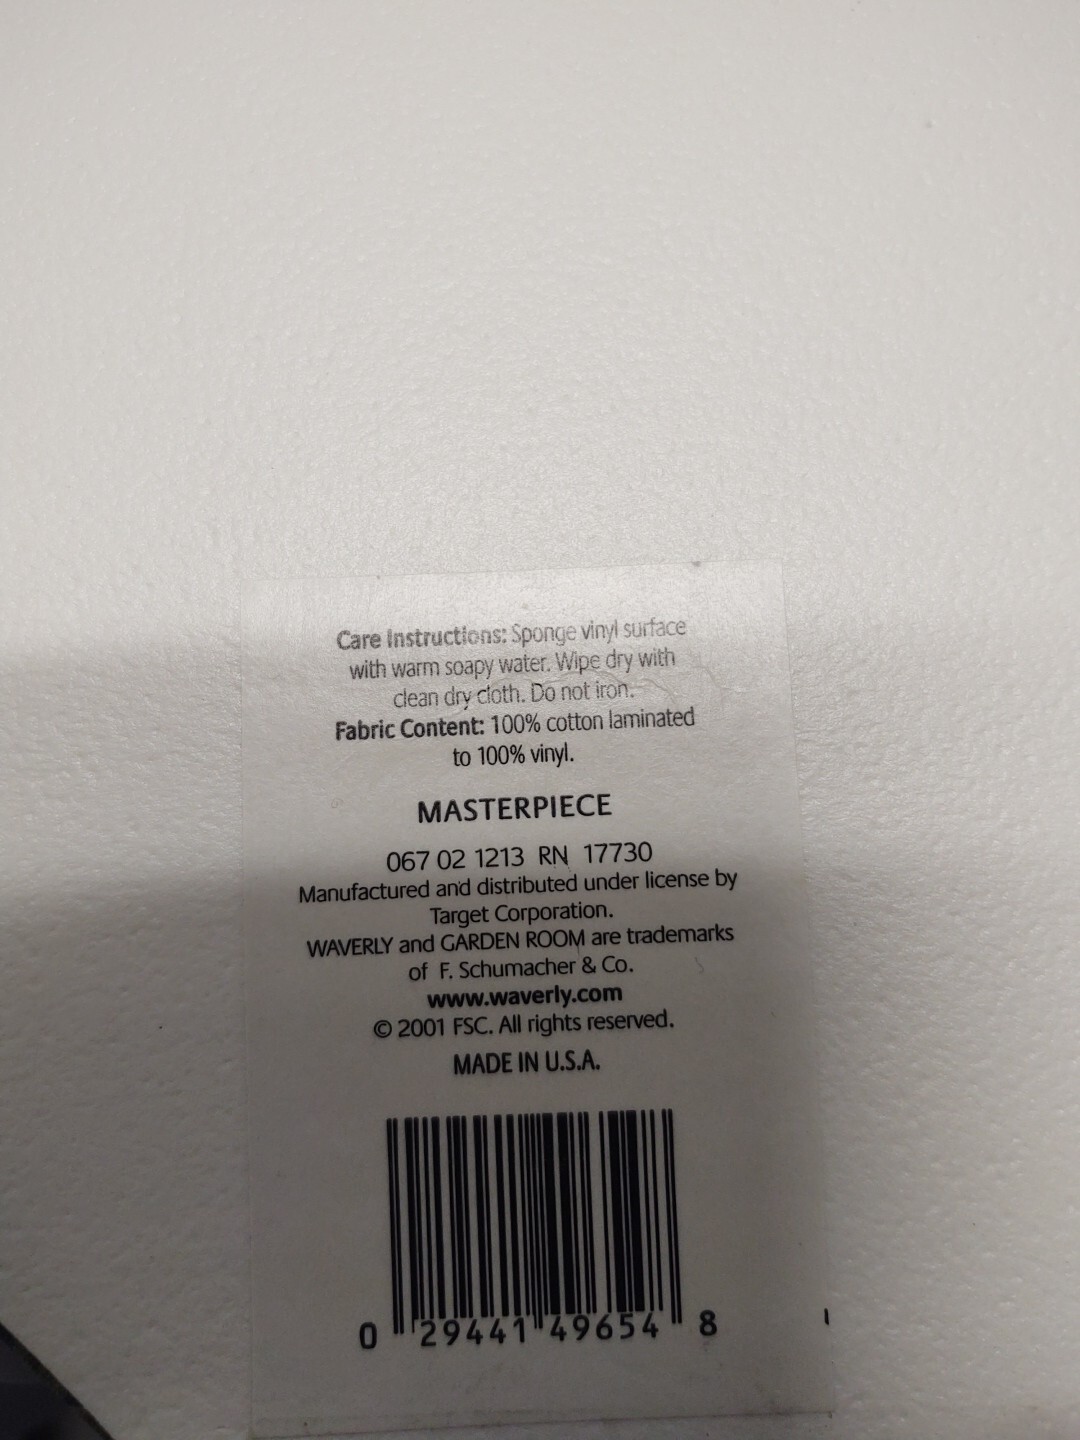 Care Instructions: Sponge vinyl surface
with warm soapy water. Wipe dry with
clean dry cloth. Do not iron.
Fabric Content: 100% cotton laminated
to 100% vinyl.
MASTERPIECE
067 02 1213 RN 17730
Manufactured and distributed under license by
Target Corporation.
WAVERLY and GARDEN ROOM are trademarks
of F. Schumacher & Co.
www.waverly.com
© 2001 FSC. All rights reserved.
MADE IN U.S.A.
0 29441 49654 8